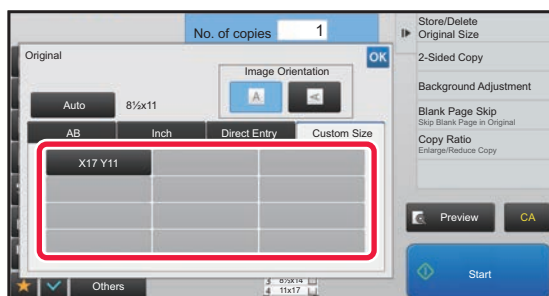 No. of copies 1
Original
OK
Image Orientation
A A
Auto 8½x11
AB Inch Direct Entry Custom Size
X17 Y11
Others
3 8½x14
4 11x17
Store/Delete
Original Size
2-Sided Copy
Background Adjustment
Blank Page Skip
Skip Blank Page in Original
Copy Ratio
Enlarge/Reduce Copy
Preview CA
Start